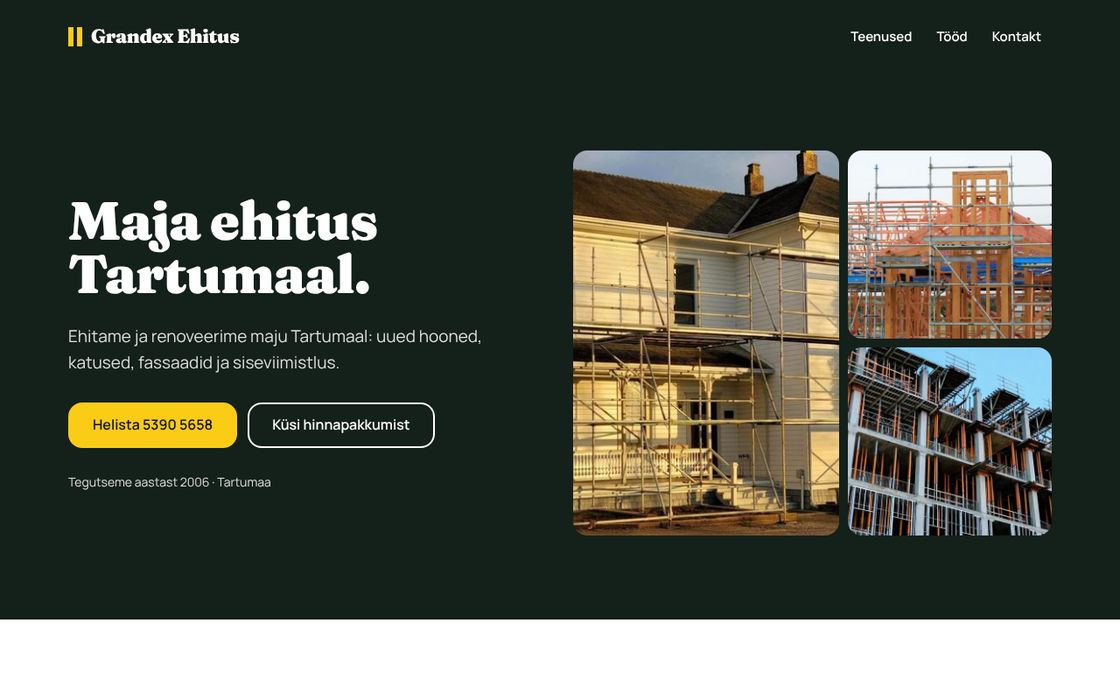 Grandex Ehitus
Teenused
Tööd
Kontakt
Maja ehitus
Tartumaal.
Ehitame ja renoveerime maju Tartumaal: uued hooned,
katused, fassaadid ja siseviimistlus.
Helista 5390 5658
Küsi hinnapakkumist
Tegutseme aastast 2006 · Tartumaa